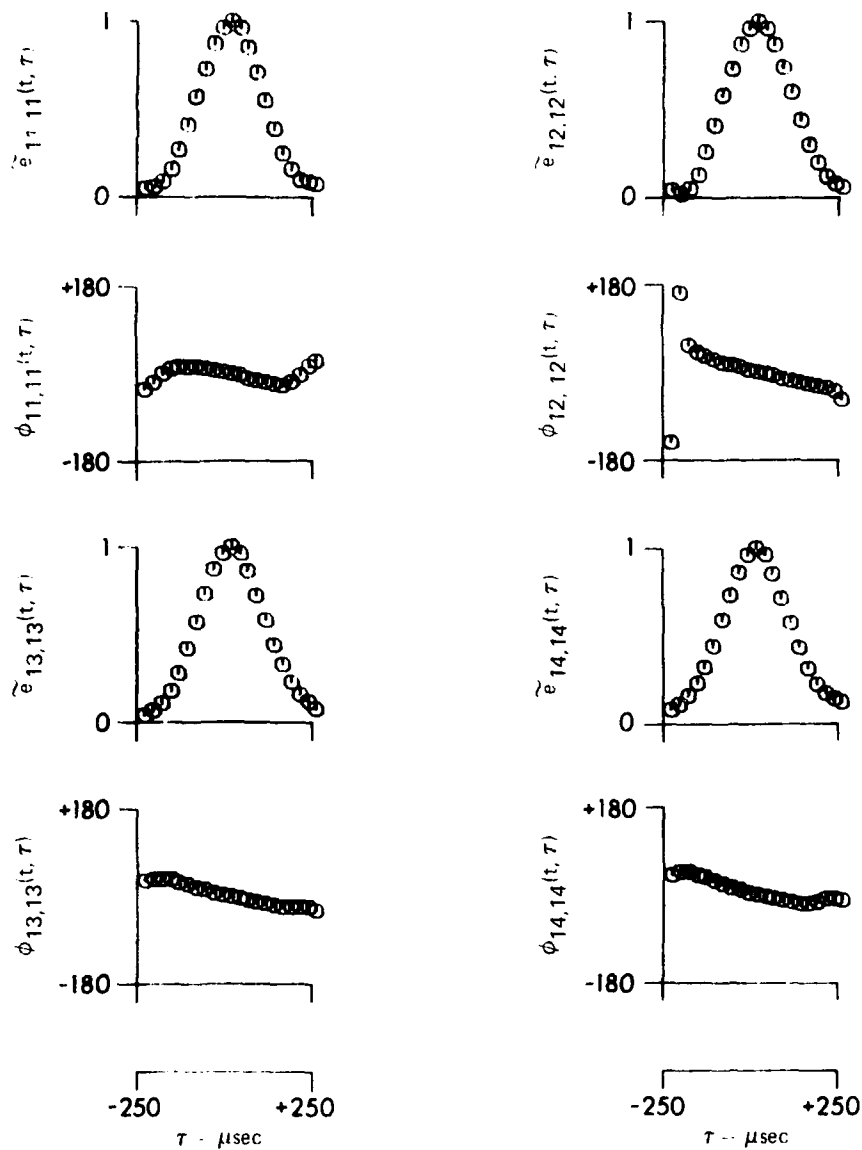 1
ẽ11,11(t, τ)
0
1
ẽ12,12(t, τ)
0
+180
ϕ11,11(t, τ)
-180
+180
ϕ12, 12(t, τ)
-180
1
ẽ13,13(t, τ)
0
1
ẽ14,14(t, τ)
0
+180
ϕ13,13(t, τ)
-180
+180
ϕ14,14(t, τ)
-180
-250 +250
τ - μsec
-250 +250
τ - μsec